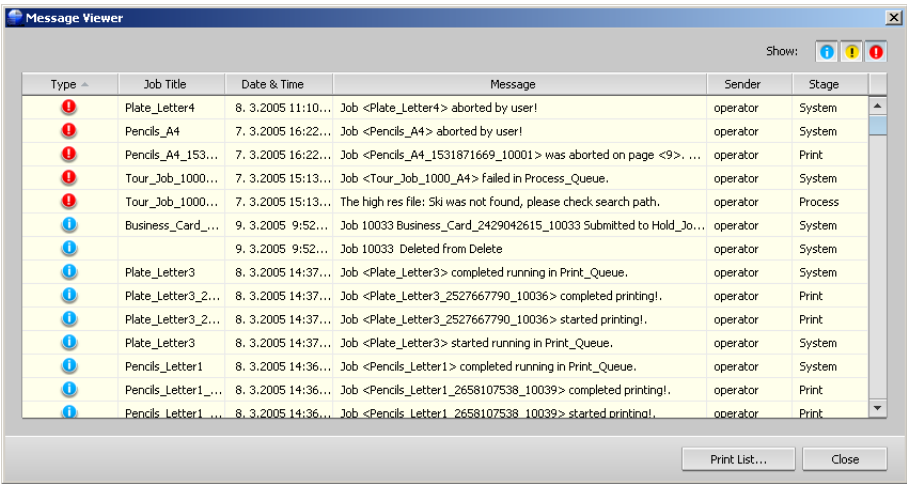 Message Viewer
Show:
Type Job Title Date & Time Message Sender Stage
Plate_Letter4 8. 3.2005 11:10... Job <Plate_Letter4> aborted by user! operator System
Pencils_A4 7. 3.2005 16:22... Job <Pencils_A4> aborted by user! operator System
Pencils_A4_153... 7. 3.2005 16:22... Job <Pencils_A4_1531871669_10001> was aborted on page <9>. ... operator Print
Tour_Job_1000... 7. 3.2005 15:13... Job <Tour_Job_1000_A4> failed in Process_Queue. operator System
Tour_Job_1000... 7. 3.2005 15:13... The high res file: Ski was not found, please check search path. operator Process
Business_Card_... 9. 3.2005 9:52... Job 10033 Business_Card_2429042615_10033 Submitted to Hold_Jo... operator System
9. 3.2005 9:52... Job 10033 Deleted from Delete operator System
Plate_Letter3 8. 3.2005 14:37... Job <Plate_Letter3> completed running in Print_Queue. operator System
Plate_Letter3_2... 8. 3.2005 14:37... Job <Plate_Letter3_2527667790_10036> completed printing!. operator Print
Plate_Letter3_2... 8. 3.2005 14:37... Job <Plate_Letter3_2527667790_10036> started printing!. operator Print
Plate_Letter3 8. 3.2005 14:37... Job <Plate_Letter3> started running in Print_Queue. operator System
Pencils_Letter1 8. 3.2005 14:36... Job <Pencils_Letter1> completed running in Print_Queue. operator System
Pencils_Letter1_... 8. 3.2005 14:36... Job <Pencils_Letter1_2658107538_10039> completed printing!. operator Print
Pencils_Letter1_... 8. 3.2005 14:36... Job <Pencils_Letter1_2658107538_10039> started printing!. operator Print
Print List... Close